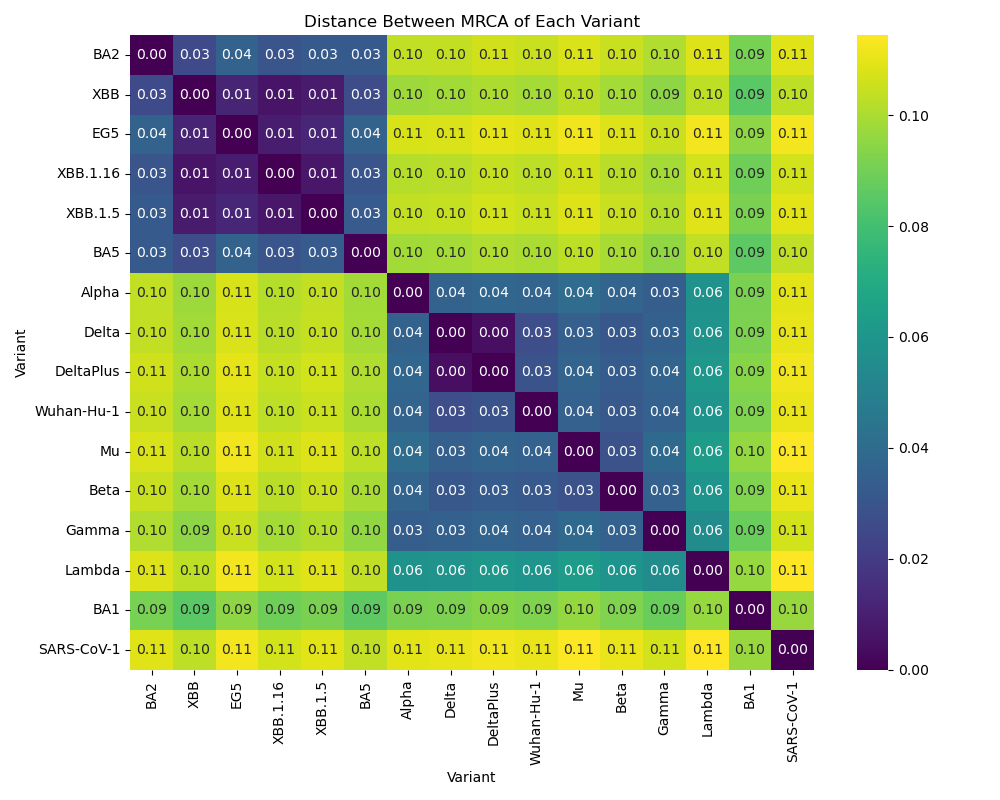 Distance Between MRCA of Each Variant
BA2 0.00 0.03 0.04 0.03 0.03 0.03 0.10 0.10 0.11 0.10 0.11 0.10 0.10 0.11 0.09 0.11
XBB 0.03 0.00 0.01 0.01 0.01 0.03 0.10 0.10 0.10 0.10 0.10 0.10 0.09 0.10 0.09 0.10
EG5 0.04 0.01 0.00 0.01 0.01 0.04 0.11 0.11 0.11 0.11 0.11 0.11 0.10 0.11 0.09 0.11
XBB.1.16 0.03 0.01 0.01 0.00 0.01 0.03 0.10 0.10 0.10 0.10 0.11 0.10 0.10 0.11 0.09 0.11
XBB.1.5 0.03 0.01 0.01 0.01 0.00 0.03 0.10 0.10 0.11 0.11 0.11 0.10 0.10 0.11 0.09 0.11
BA5 0.03 0.03 0.04 0.03 0.03 0.00 0.10 0.10 0.10 0.10 0.10 0.10 0.10 0.10 0.09 0.10
Alpha 0.10 0.10 0.11 0.10 0.10 0.10 0.00 0.04 0.04 0.04 0.04 0.04 0.03 0.06 0.09 0.11
Delta 0.10 0.10 0.11 0.10 0.10 0.10 0.04 0.00 0.00 0.03 0.03 0.03 0.03 0.06 0.09 0.11
DeltaPlus 0.11 0.10 0.11 0.10 0.11 0.10 0.04 0.00 0.00 0.03 0.04 0.03 0.04 0.06 0.09 0.11
Wuhan-Hu-1 0.10 0.10 0.11 0.10 0.11 0.10 0.04 0.03 0.03 0.00 0.04 0.03 0.04 0.06 0.09 0.11
Mu 0.11 0.10 0.11 0.11 0.11 0.10 0.04 0.03 0.04 0.04 0.00 0.03 0.04 0.06 0.10 0.11
Beta 0.10 0.10 0.11 0.10 0.10 0.10 0.04 0.03 0.03 0.03 0.03 0.00 0.03 0.06 0.09 0.11
Gamma 0.10 0.09 0.10 0.10 0.10 0.10 0.03 0.03 0.04 0.04 0.04 0.03 0.00 0.06 0.09 0.11
Lambda 0.11 0.10 0.11 0.11 0.11 0.10 0.06 0.06 0.06 0.06 0.06 0.06 0.06 0.00 0.10 0.11
BA1 0.09 0.09 0.09 0.09 0.09 0.09 0.09 0.09 0.09 0.09 0.10 0.09 0.09 0.10 0.00 0.10
SARS-CoV-1 0.11 0.10 0.11 0.11 0.11 0.10 0.11 0.11 0.11 0.11 0.11 0.11 0.11 0.11 0.10 0.00
BA2 XBB EG5 XBB.1.16 XBB.1.5 BA5 Alpha Delta DeltaPlus Wuhan-Hu-1 Mu Beta Gamma Lambda BA1 SARS-CoV-1
Variant
Variant
0.10
0.08
0.06
0.04
0.02
0.00